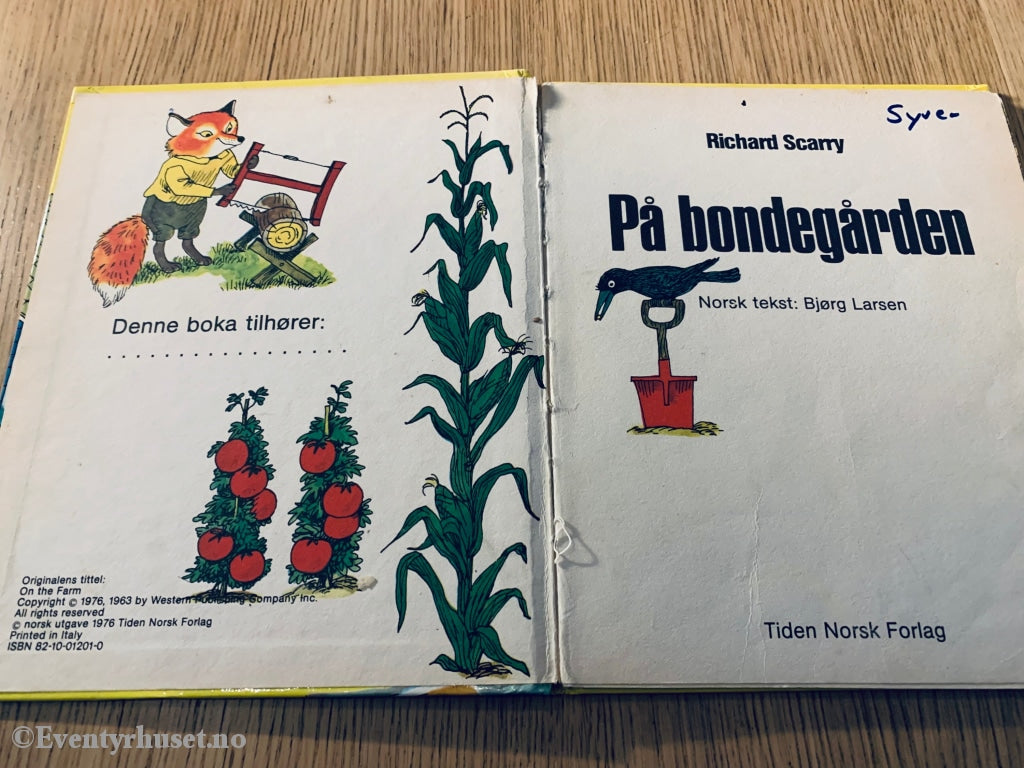 Denne boka tilhører:
. . . . . . . . . . . . . . . . . .
Originalens tittel:
On the Farm
Copyright © 1976, 1963 by Western Publishing Company Inc.
All rights reserved
© norsk utgave 1976 Tiden Norsk Forlag
Printed in Italy
ISBN 82-10-01201-0
Syve-
Richard Scarry
På bondegården
Norsk tekst: Bjørg Larsen
Tiden Norsk Forlag
©Eventyrhuset.no